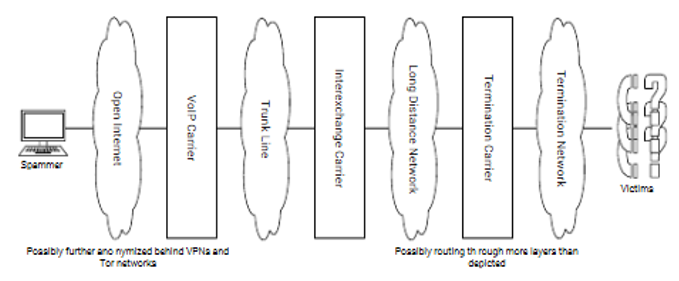 Spammer
Open Internet
VoIP Carrier
Trunk Line
Interexchange Carrier
Long Distance Network
Termination Carrier
Termination Network
Victims
Possibly further ano nymized behind VPNs and
Tor networks
Possibly routing th rough more layers than
depicted